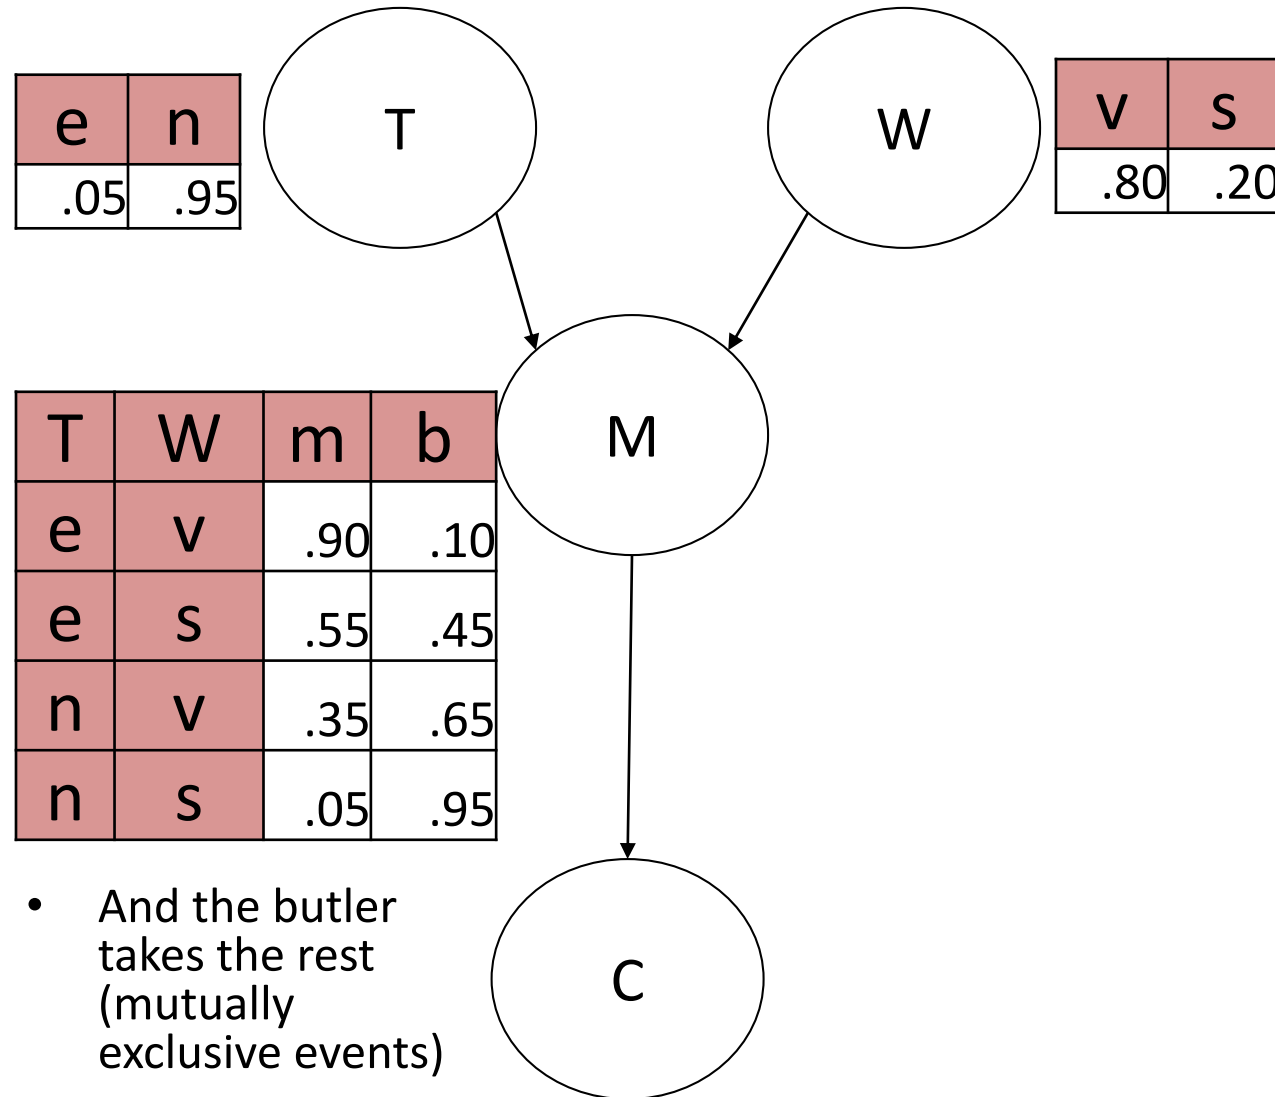 T
W
e n
.05 .95
v s
.80 .20
M
T W m b
e v .90 .10
e s .55 .45
n v .35 .65
n s .05 .95
• And the butler
takes the rest
(mutually
exclusive events)
C